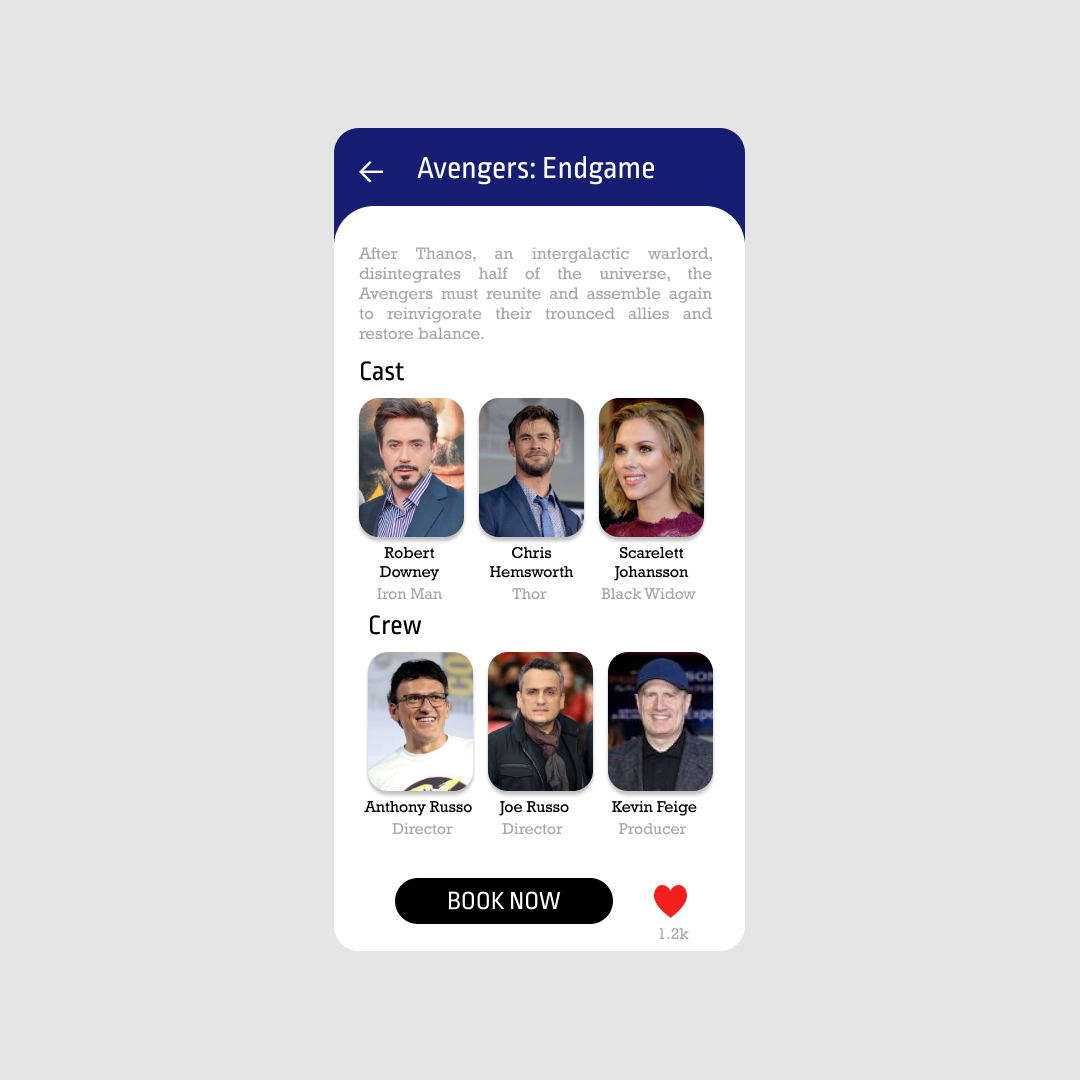 Avengers: Endgame
After Thanos, an intergalactic warlord,
disintegrates half of the universe, the
Avengers must reunite and assemble again
to reinvigorate their trounced allies and
restore balance.
Cast
Robert Downey
Iron Man
Chris Hemsworth
Thor
Scarelett Johansson
Black Widow
Crew
Anthony Russo
Director
Joe Russo
Director
Kevin Feige
Producer
BOOK NOW
1.2k